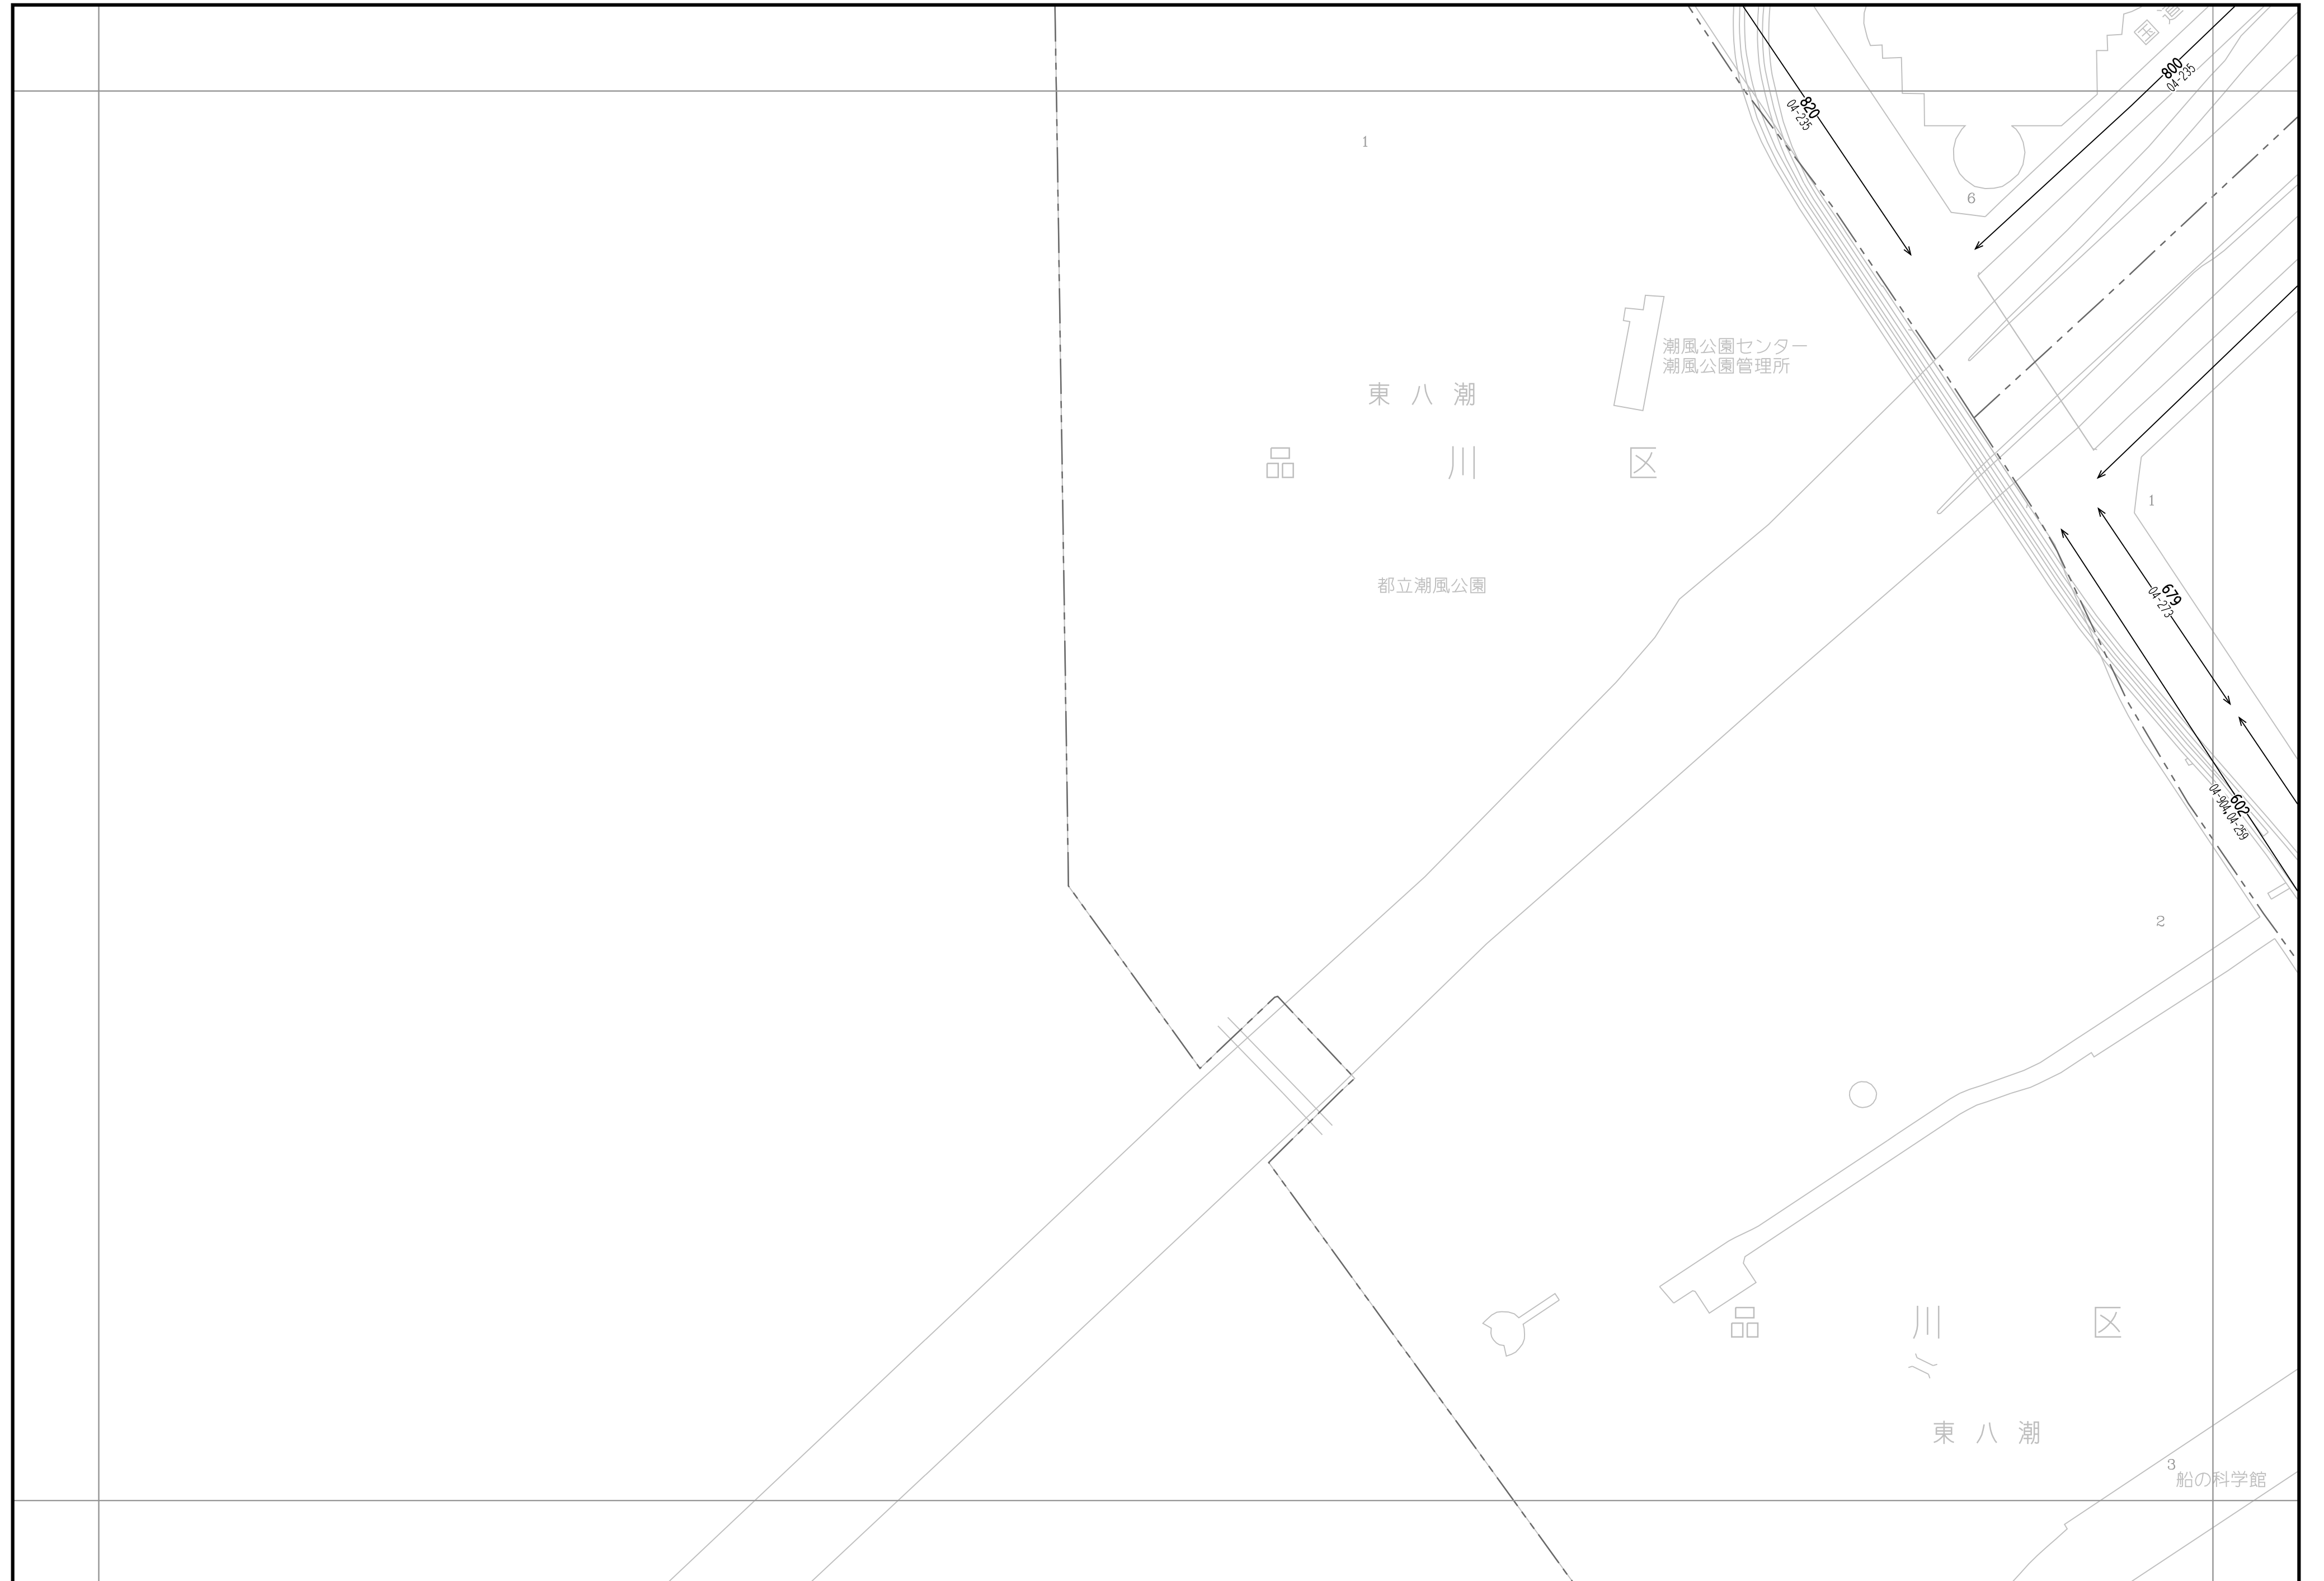 国道
800
04-235
820
04-235
1
6
潮風公園センター
潮風公園管理所
東八潮
品川区
1
都立潮風公園
679
04-273
602
04-904,04-259
2
品川区
東八潮
3
船の科学館